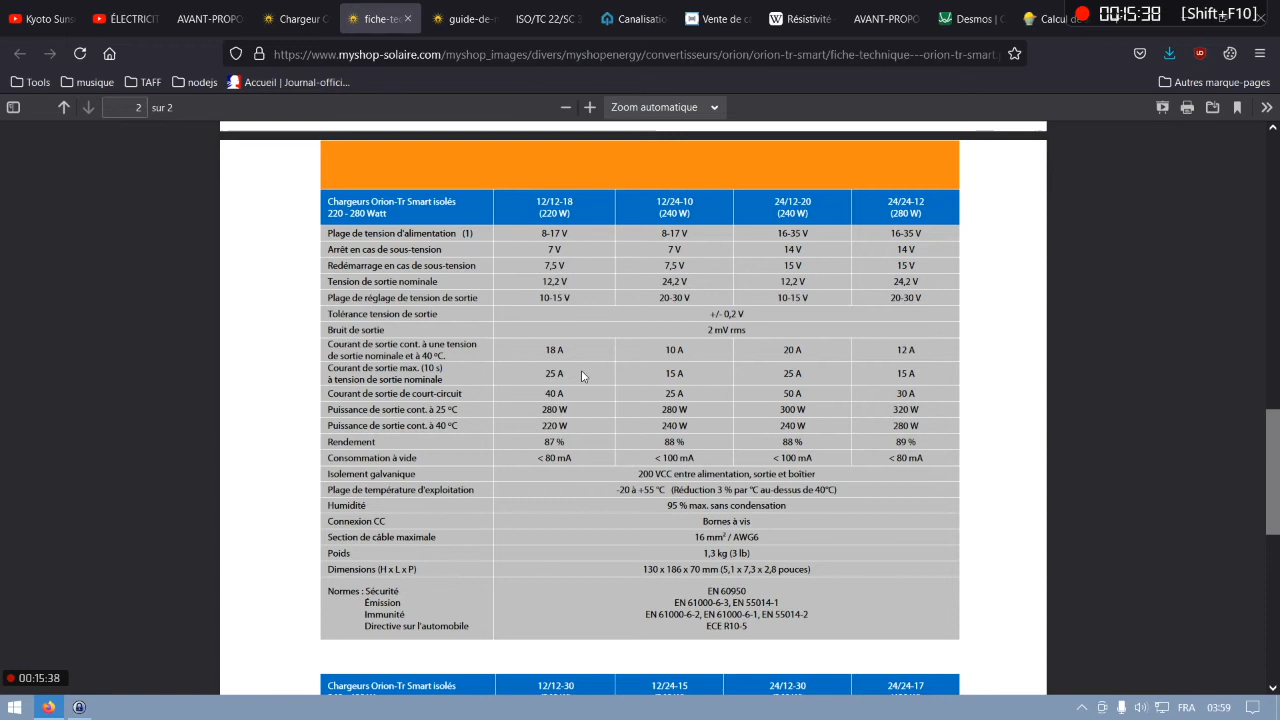 Kyoto Suns
ÉLECTRICIT
AVANT-PROPO
Chargeur C
fiche-tec
guide-de-n
ISO/TC 22/SC 3
Canalisatio
Vente de ca
Résistivité -
AVANT-PROPO
Desmos | G
Calcul de
00:15:38 [Shift+F10]
https://www.myshop-solaire.com/myshop_images/divers/myshopenergy/convertisseurs/orion/orion-tr-smart/fiche-technique---orion-tr-smart.
Tools
musique
TAFF
nodejs
Accueil | Journal-offici...
Autres marque-pages
2 sur 2
Zoom automatique
Chargeurs Orion-Tr Smart isolés 12/12-18 12/24-10 24/12-20 24/24-12
220 - 280 Watt (220 W) (240 W) (240 W) (280 W)
Plage de tension d'alimentation (1) 8-17 V 8-17 V 16-35 V 16-35 V
Arrêt en cas de sous-tension 7 V 7 V 14 V 14 V
Redémarrage en cas de sous-tension 7,5 V 7,5 V 15 V 15 V
Tension de sortie nominale 12,2 V 24,2 V 12,2 V 24,2 V
Plage de réglage de tension de sortie 10-15 V 20-30 V 10-15 V 20-30 V
Tolérance tension de sortie +/- 0,2 V
Bruit de sortie 2 mV rms
Courant de sortie cont. à une tension
de sortie nominale et à 40 ºC. 18 A 10 A 20 A 12 A
Courant de sortie max. (10 s)
à tension de sortie nominale 25 A 15 A 25 A 15 A
Courant de sortie de court-circuit 40 A 25 A 50 A 30 A
Puissance de sortie cont. à 25 ºC 280 W 280 W 300 W 320 W
Puissance de sortie cont. à 40 ºC 220 W 240 W 240 W 280 W
Rendement 87 % 88 % 88 % 89 %
Consommation à vide < 80 mA < 100 mA < 100 mA < 80 mA
Isolement galvanique 200 VCC entre alimentation, sortie et boîtier
Plage de température d'exploitation -20 à +55 °C (Réduction 3 % par °C au-dessus de 40°C)
Humidité 95 % max. sans condensation
Connexion CC Bornes à vis
Section de câble maximale 16 mm² / AWG6
Poids 1,3 kg (3 lb)
Dimensions (H x L x P) 130 x 186 x 70 mm (5,1 x 7,3 x 2,8 pouces)
Normes : Sécurité EN 60950
Émission EN 61000-6-3, EN 55014-1
Immunité EN 61000-6-2, EN 61000-6-1, EN 55014-2
Directive sur l'automobile ECE R10-5
00:15:38
Chargeurs Orion-Tr Smart isolés 12/12-30 12/24-15 24/12-30 24/24-17
FRA 03:59